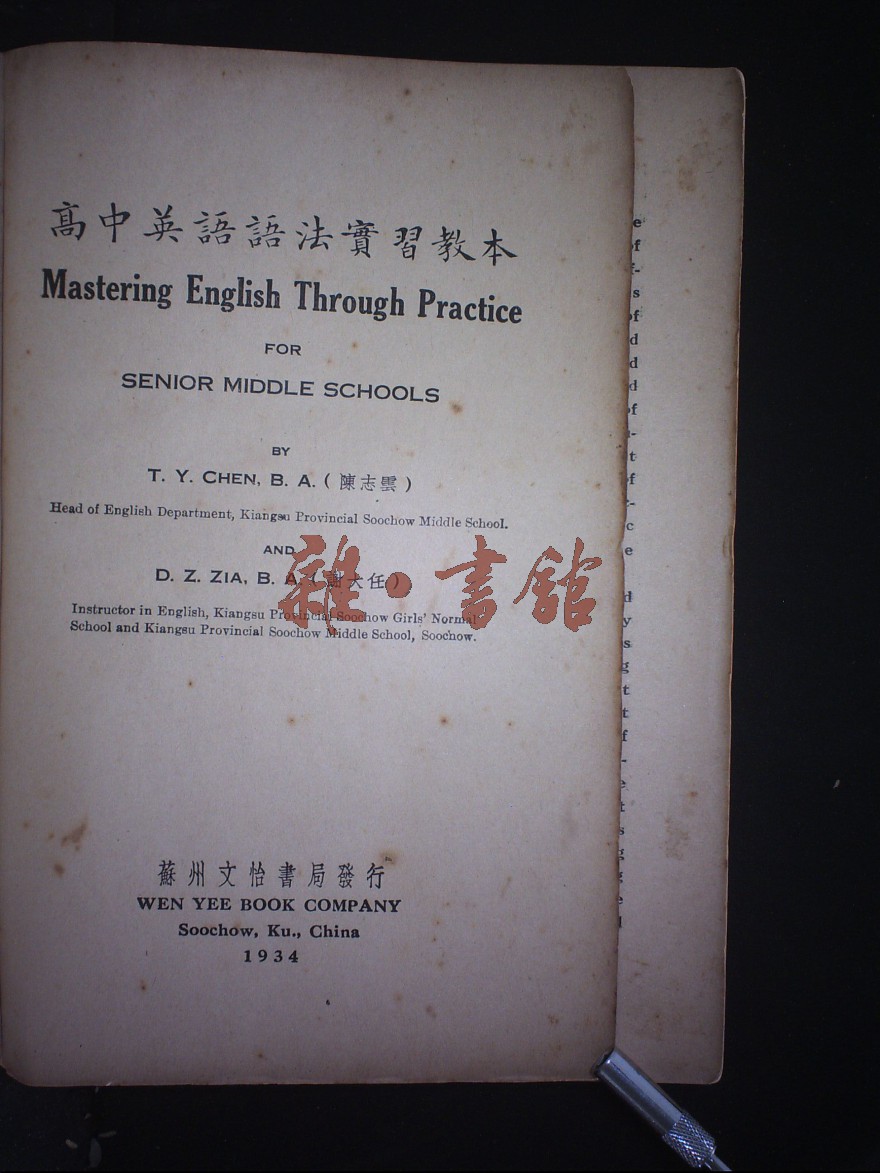 高中英語語法實習教本
Mastering English Through Practice
FOR
SENIOR MIDDLE SCHOOLS
BY
T. Y. CHEN, B. A. (陳志雲)
Head of English Department, Kiangsu Provincial Soochow Middle School.
AND
D. Z. ZIA, B. A. (謝大任)
雜·書館
Instructor in English, Kiangsu Provincial Soochow Girls' Normal
School and Kiangsu Provincial Soochow Middle School, Soochow.
蘇州文怡書局發行
WEN YEE BOOK COMPANY
Soochow, Ku., China
1934